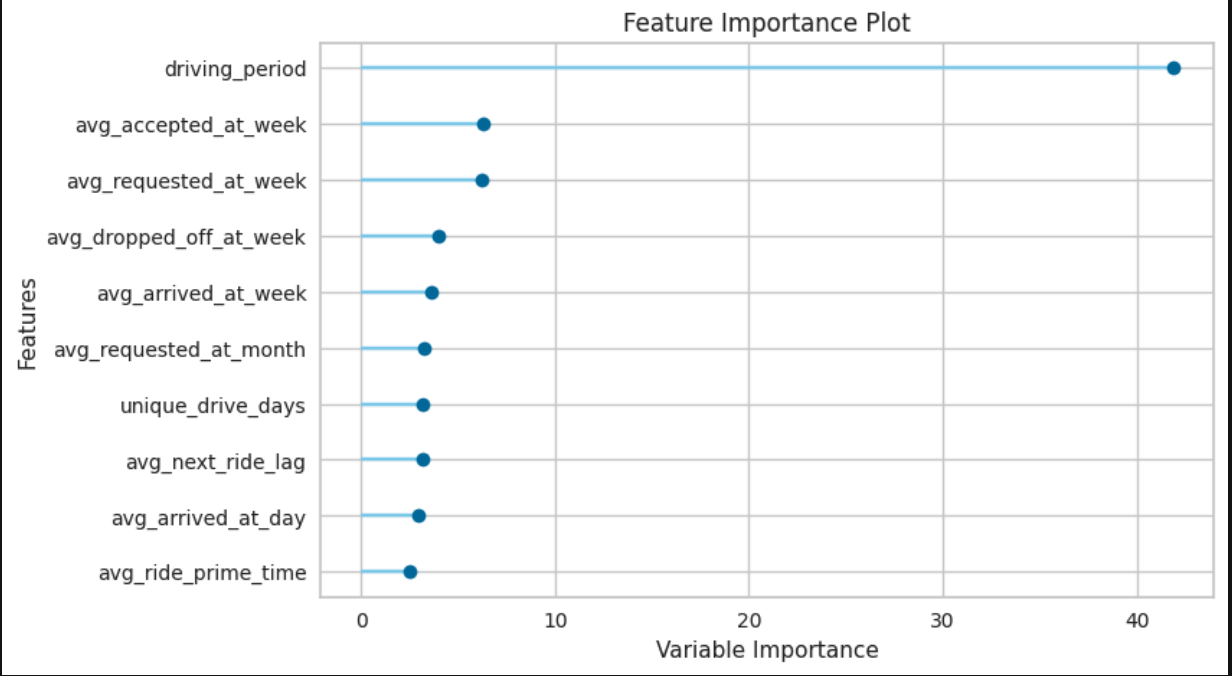 Feature Importance Plot
driving_period
avg_accepted_at_week
avg_requested_at_week
avg_dropped_off_at_week
avg_arrived_at_week
avg_requested_at_month
unique_drive_days
avg_next_ride_lag
avg_arrived_at_day
avg_ride_prime_time
Features
0 10 20 30 40
Variable Importance